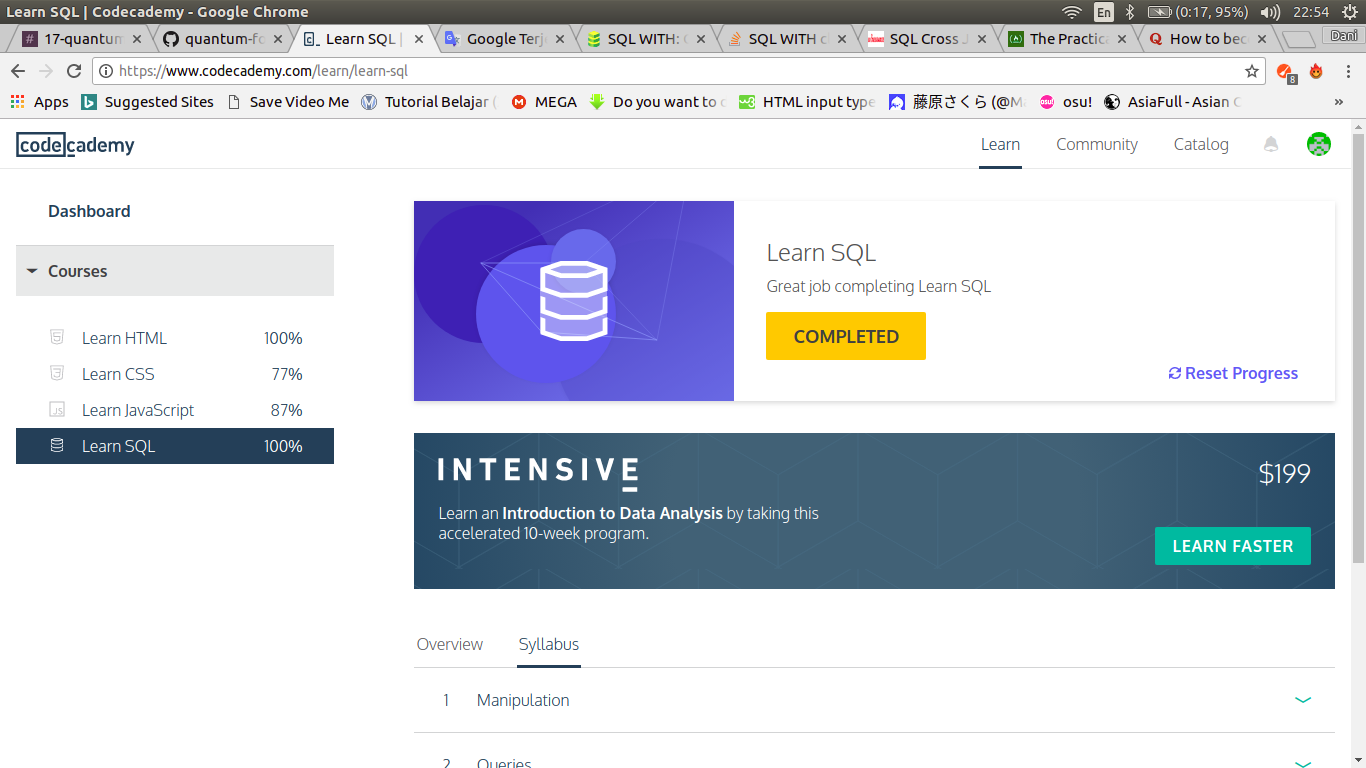 Learn SQL | Codecademy - Google Chrome
En
(0:17, 95%)
22:54
17-quantum
quantum-fo
Learn SQL |
Google Terje
SQL WITH: O
SQL WITH cl
SQL Cross J
The Practica
How to bec
Dani
https://www.codecademy.com/learn/learn-sql
8
Apps
Suggested Sites
Save Video Me
Tutorial Belajar (
MEGA
Do you want to
HTML input type
藤原さくら (@Ma
osu!
AsiaFull - Asian
»
codecademy
Learn
Community
Catalog
Dashboard
Courses
Learn HTML 100%
Learn CSS 77%
Learn JavaScript 87%
Learn SQL 100%
Learn SQL
Great job completing Learn SQL
COMPLETED
Reset Progress
INTENSIVE
$199
Learn an Introduction to Data Analysis by taking this
accelerated 10-week program.
LEARN FASTER
Overview
Syllabus
1 Manipulation
2 Queries